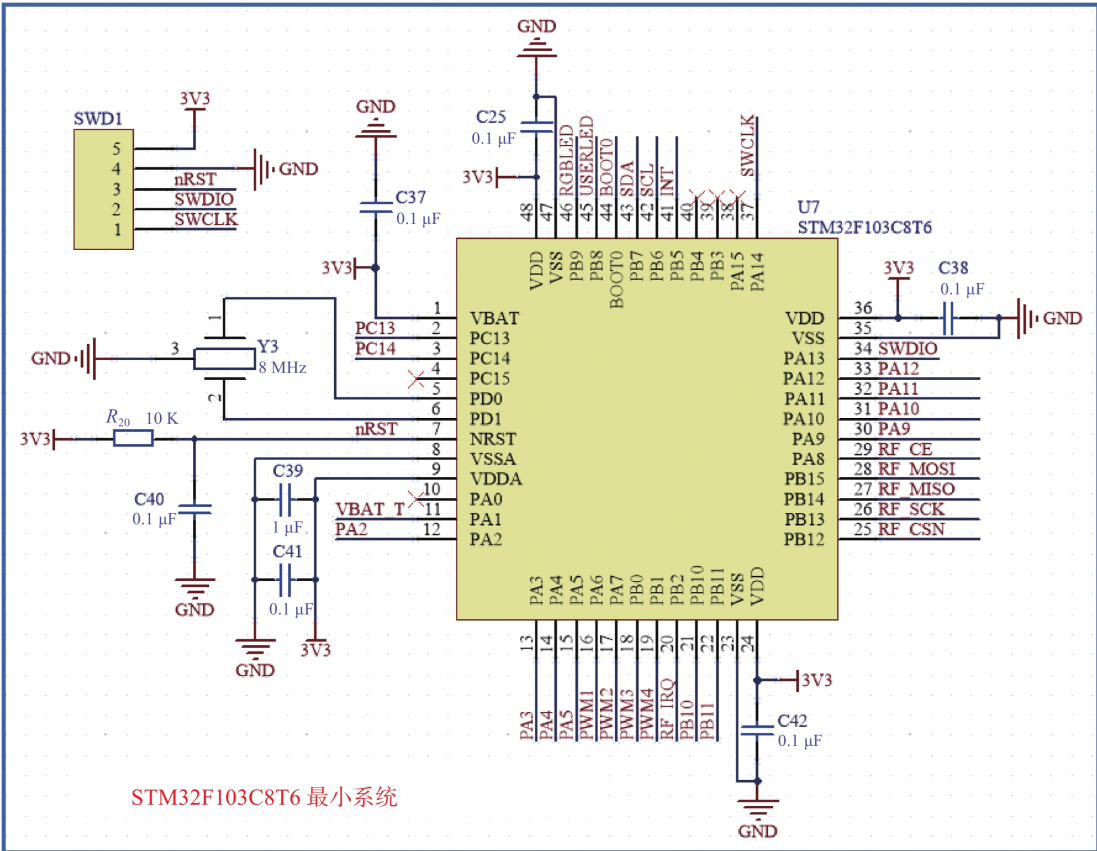 GND
C25
0.1 μF
3V3
RGBLED
USERLED
BOOT0
SDA
SCL
INT
SWCLK
48
47
46
45
44
43
42
41
40
39
38
37
SWD1
3V3
5
4
3
2
1
GND
nRST
SWDIO
SWCLK
GND
C37
0.1 μF
3V3
U7
STM32F103C8T6
VDD
VSS
PB9
PB8
BOOT0
PB7
PB6
PB5
PB4
PB3
PA15
PA14
1 VBAT
PC13 2 PC13
PC14 3 PC14
4 PC15
5 PD0
6 PD1
nRST 7 NRST
8 VSSA
9 VDDA
10 PA0
VBAT_T 11 PA1
PA2 12 PA2
1
GND
3
Y3
8 MHz
2
3V3
R20 10 K
C40
0.1 μF
GND
C39
1 μF
C41
0.1 μF
GND
3V3
3V3
C38
0.1 μF
GND
VDD 36
VSS 35
PA13 34 SWDIO
PA12 33 PA12
PA11 32 PA11
PA10 31 PA10
PA9 30 PA9
PA8 29 RF_CE
PB15 28 RF_MOSI
PB14 27 RF_MISO
PB13 26 RF_SCK
PB12 25 RF_CSN
PA3
PA4
PA5
PA6
PA7
PB0
PB1
PB2
PB10
PB11
VSS
VDD
13
14
15
16
17
18
19
20
21
22
23
24
PA3
PA4
PA5
PWM1
PWM2
PWM3
PWM4
RF_IRQ
PB10
PB11
3V3
C42
0.1 μF
GND
STM32F103C8T6 最小系统